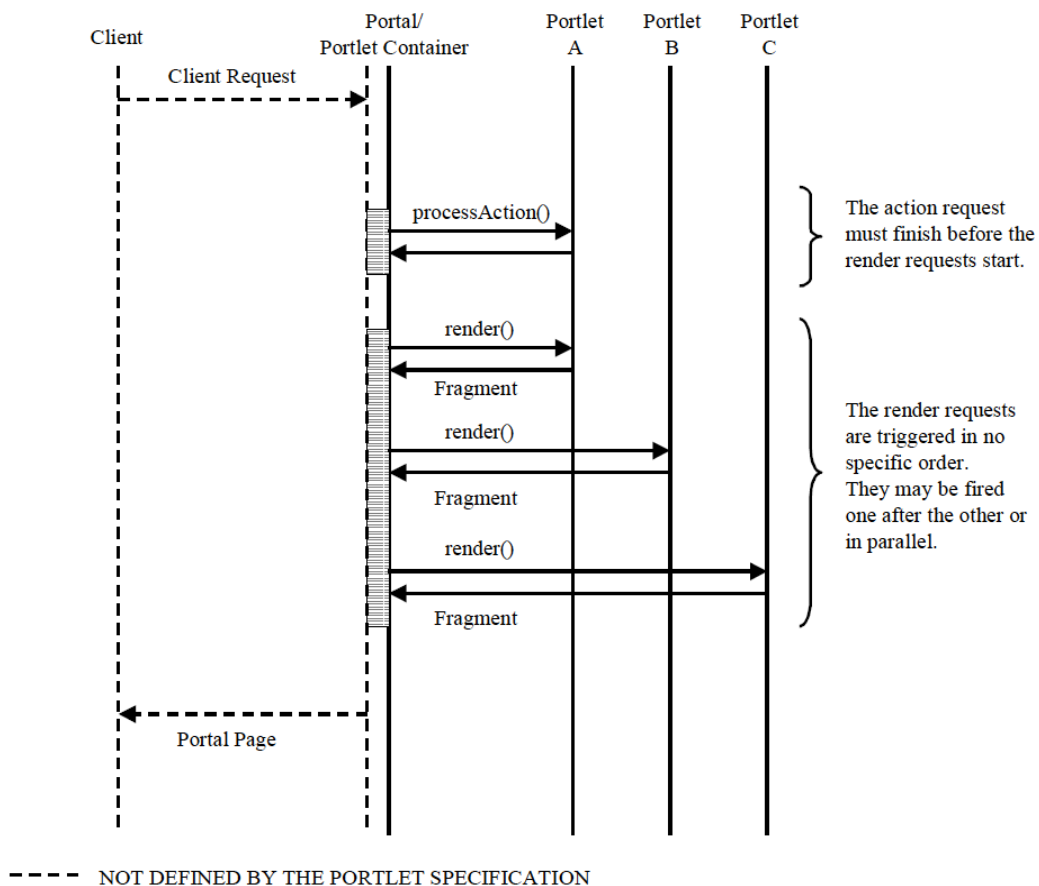 Client
Portal/
Portlet Container
Portlet
A
Portlet
B
Portlet
C
Client Request
processAction()
The action request
must finish before the
render requests start.
render()
Fragment
render()
Fragment
render()
Fragment
The render requests
are triggered in no
specific order.
They may be fired
one after the other or
in parallel.
Portal Page
NOT DEFINED BY THE PORTLET SPECIFICATION